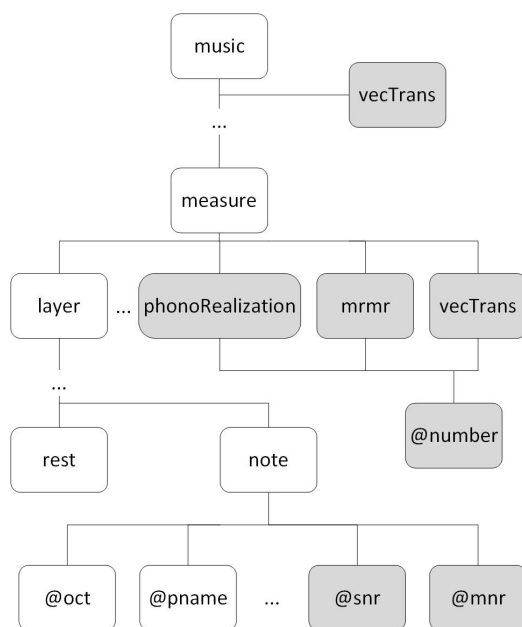 music
vecTrans
...
measure
layer
...
phonoRealization
mrmr
vecTrans
...
@number
rest
note
@oct
@pname
...
@snr
@mnr